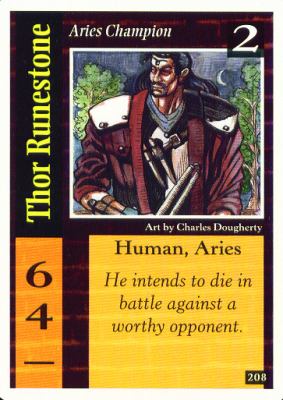 Thor Runestone
Aries Champion
2
Art by Charles Dougherty
Human, Aries
6
4
—
He intends to die in
battle against a
worthy opponent.
208